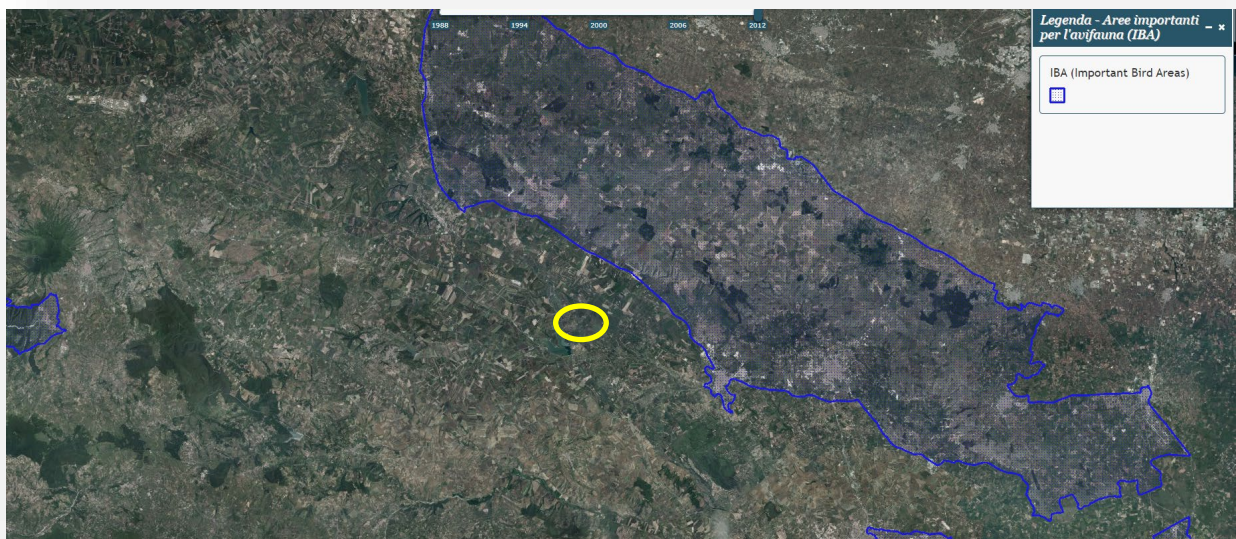 1988 1994 2000 2006 2012
Legenda - Aree importanti
per l'avifauna (IBA)
IBA (Important Bird Areas)